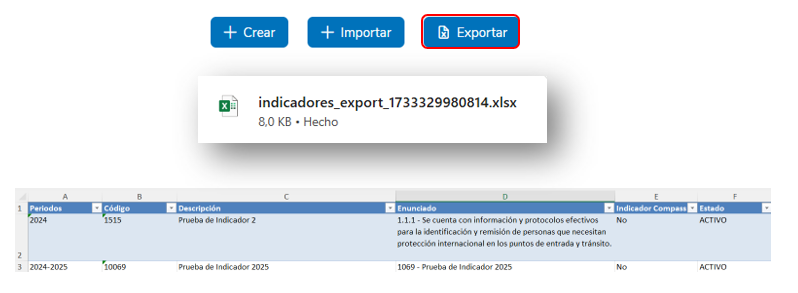 + Crear + Importar Exportar
indicadores_export_1733329980814.xlsx
8,0 KB • Hecho
A B C D E F
1 Periodos Código Descripción Enunciado Indicador Compass Estado
2024 1515 Prueba de Indicador 2 1.1.1 - Se cuenta con información y protocolos efectivos No ACTIVO
para la identificación y remisión de personas que necesitan
protección internacional en los puntos de entrada y tránsito.
2
3 2024-2025 10069 Prueba de Indicador 2025 1069 - Prueba de Indicador 2025 No ACTIVO